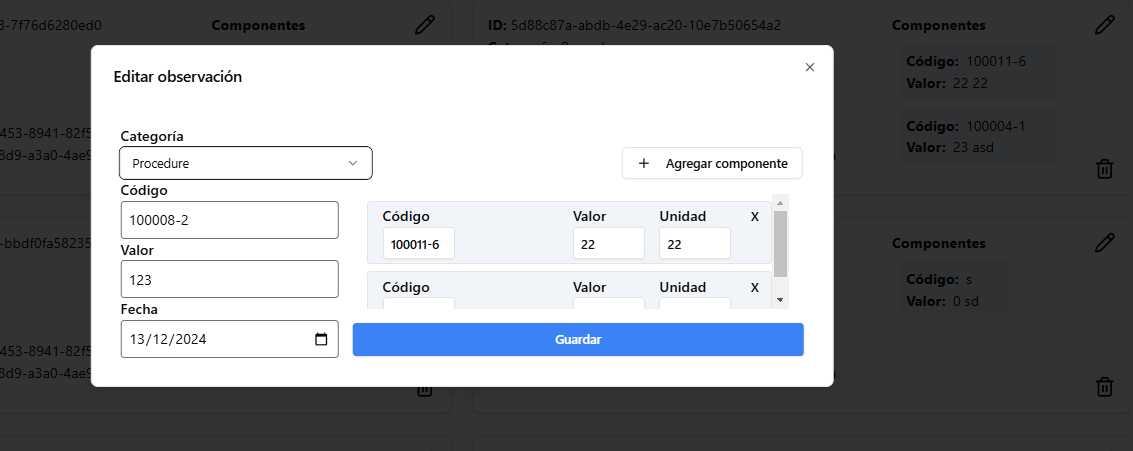 3-7f76d6280ed0
Componentes
ID: 5d88c87a-abdb-4e29-ac20-10e7b50654a2
Componentes
Código: 100011-6
Valor: 22 22
Código: 100004-1
Valor: 23 asd
453-8941-82f5
8d9-a3a0-4ae9
Editar observación
Categoría
Procedure
Agregar componente
Código
100008-2
Valor
123
Fecha
13/12/2024
Código Valor Unidad X
100011-6 22 22
Código Valor Unidad X
Guardar
-bbdf0fa58235
Componentes
Código: s
Valor: 0 sd
453-8941-82f5
8d9-a3a0-4ae9